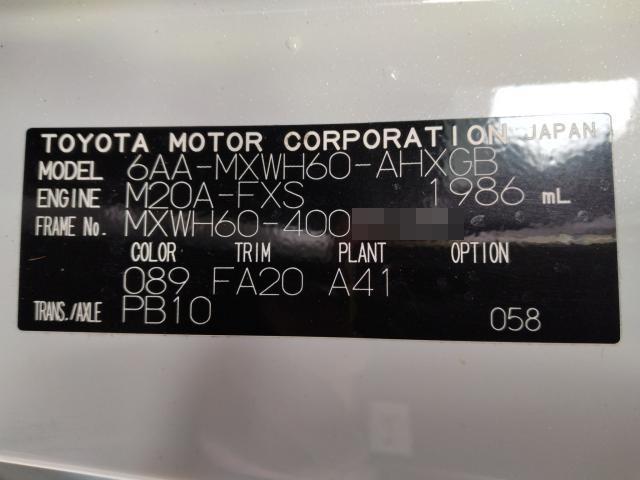 TOYOTA MOTOR CORPORATION JAPAN
MODEL 6AA-MXWH60-AHXGB
ENGINE M20A-FXS 1986 mL
FRAME No. MXWH60-400
COLOR TRIM PLANT OPTION
089 FA20 A41
TRANS./AXLE PB10
058